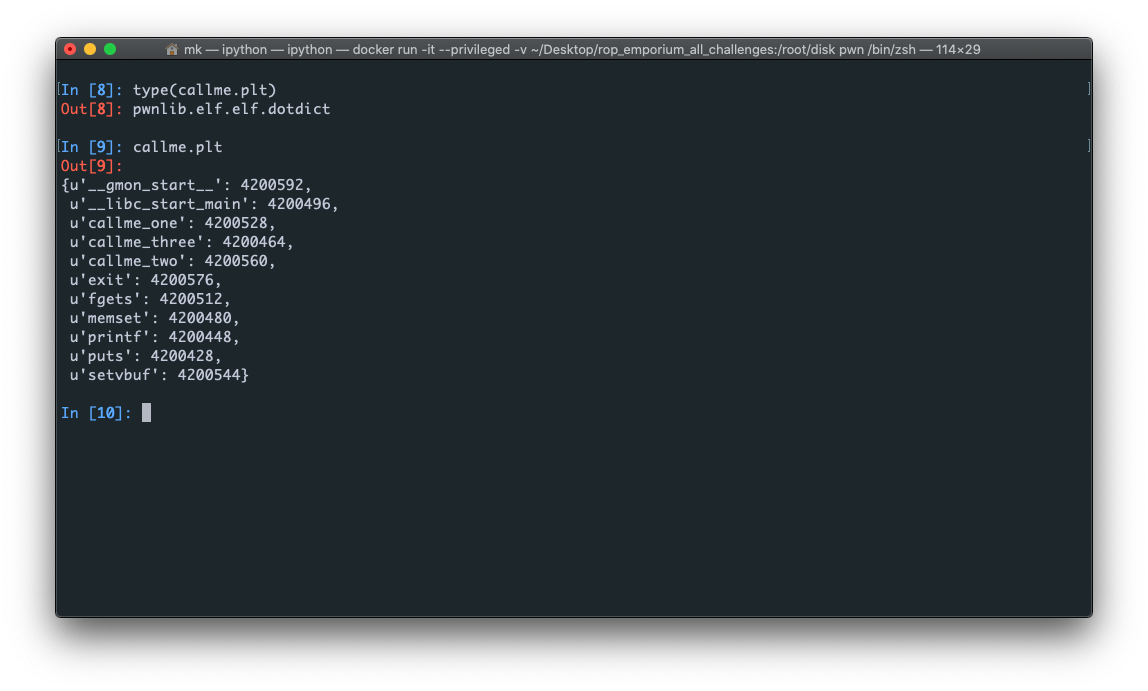 mk — ipython — ipython — docker run -it --privileged -v ~/Desktop/rop_emporium_all_challenges:/root/disk pwn /bin/zsh — 114×29
[In [8]: type(callme.plt) ]
Out[8]: pwnlib.elf.elf.dotdict
[In [9]: callme.plt ]
Out[9]:
{u'__gmon_start__': 4200592,
u'__libc_start_main': 4200496,
u'callme_one': 4200528,
u'callme_three': 4200464,
u'callme_two': 4200560,
u'exit': 4200576,
u'fgets': 4200512,
u'memset': 4200480,
u'printf': 4200448,
u'puts': 4200428,
u'setvbuf': 4200544}
In [10]: